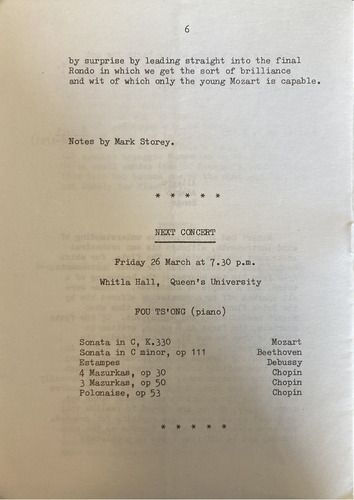 6
by surprise by leading straight into the final
Rondo in which we get the sort of brilliance
and wit of which only the young Mozart is capable.
Notes by Mark Storey.
* * * * *
NEXT CONCERT
Friday 26 March at 7.30 p.m.
Whitla Hall, Queen's University
FOU TS'ONG (piano)
Sonata in C, K.330 Mozart
Sonata in C minor, op 111 Beethoven
Estampes Debussy
4 Mazurkas, op 30 Chopin
3 Mazurkas, op 50 Chopin
Polonaise, op 53 Chopin
* * * * *